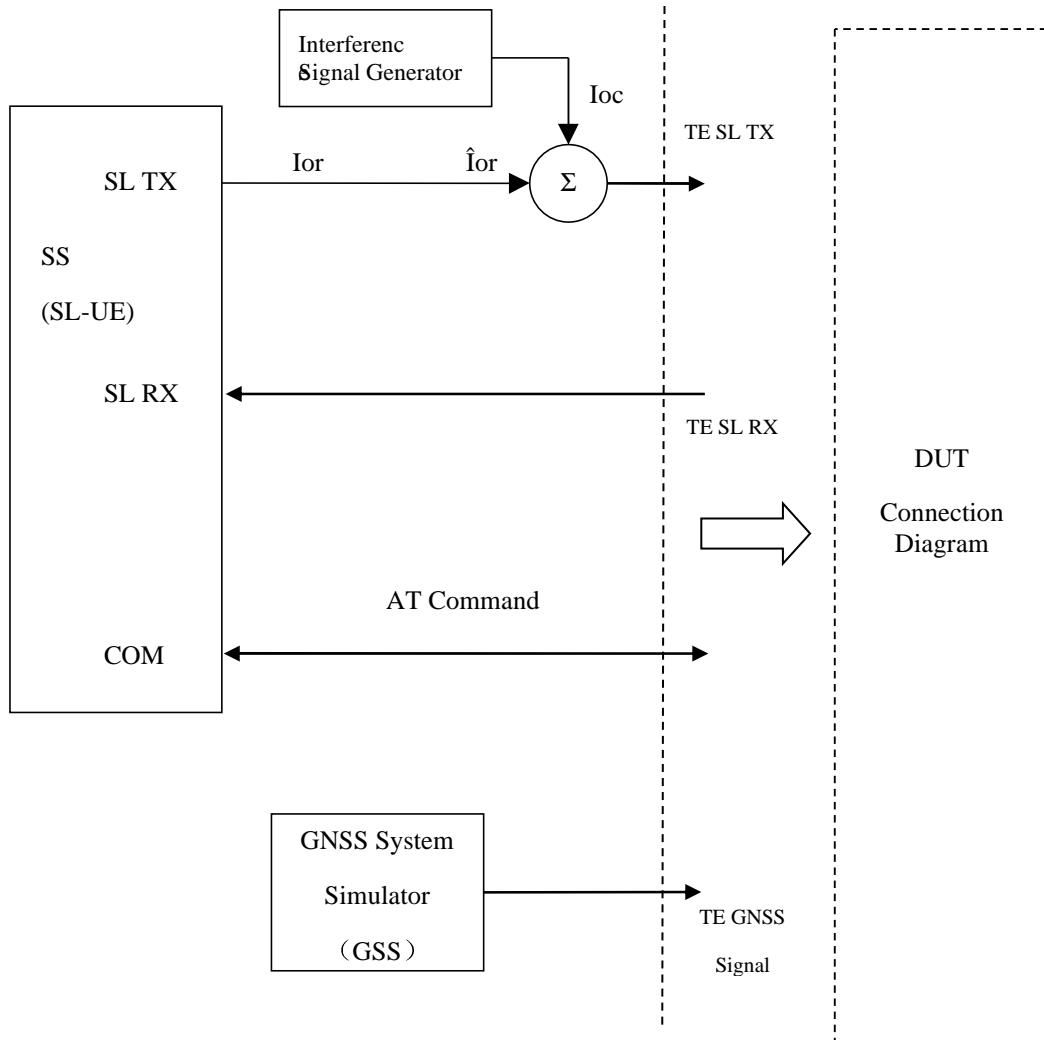 Interferenc
e
Signal Generator
Ioc
TE SL TX
SL TX
Ior
Îor
Σ
SS
(SL-UE)
SL RX
TE SL RX
DUT
Connection
Diagram
AT Command
COM
GNSS System
Simulator
（GSS）
TE GNSS
Signal